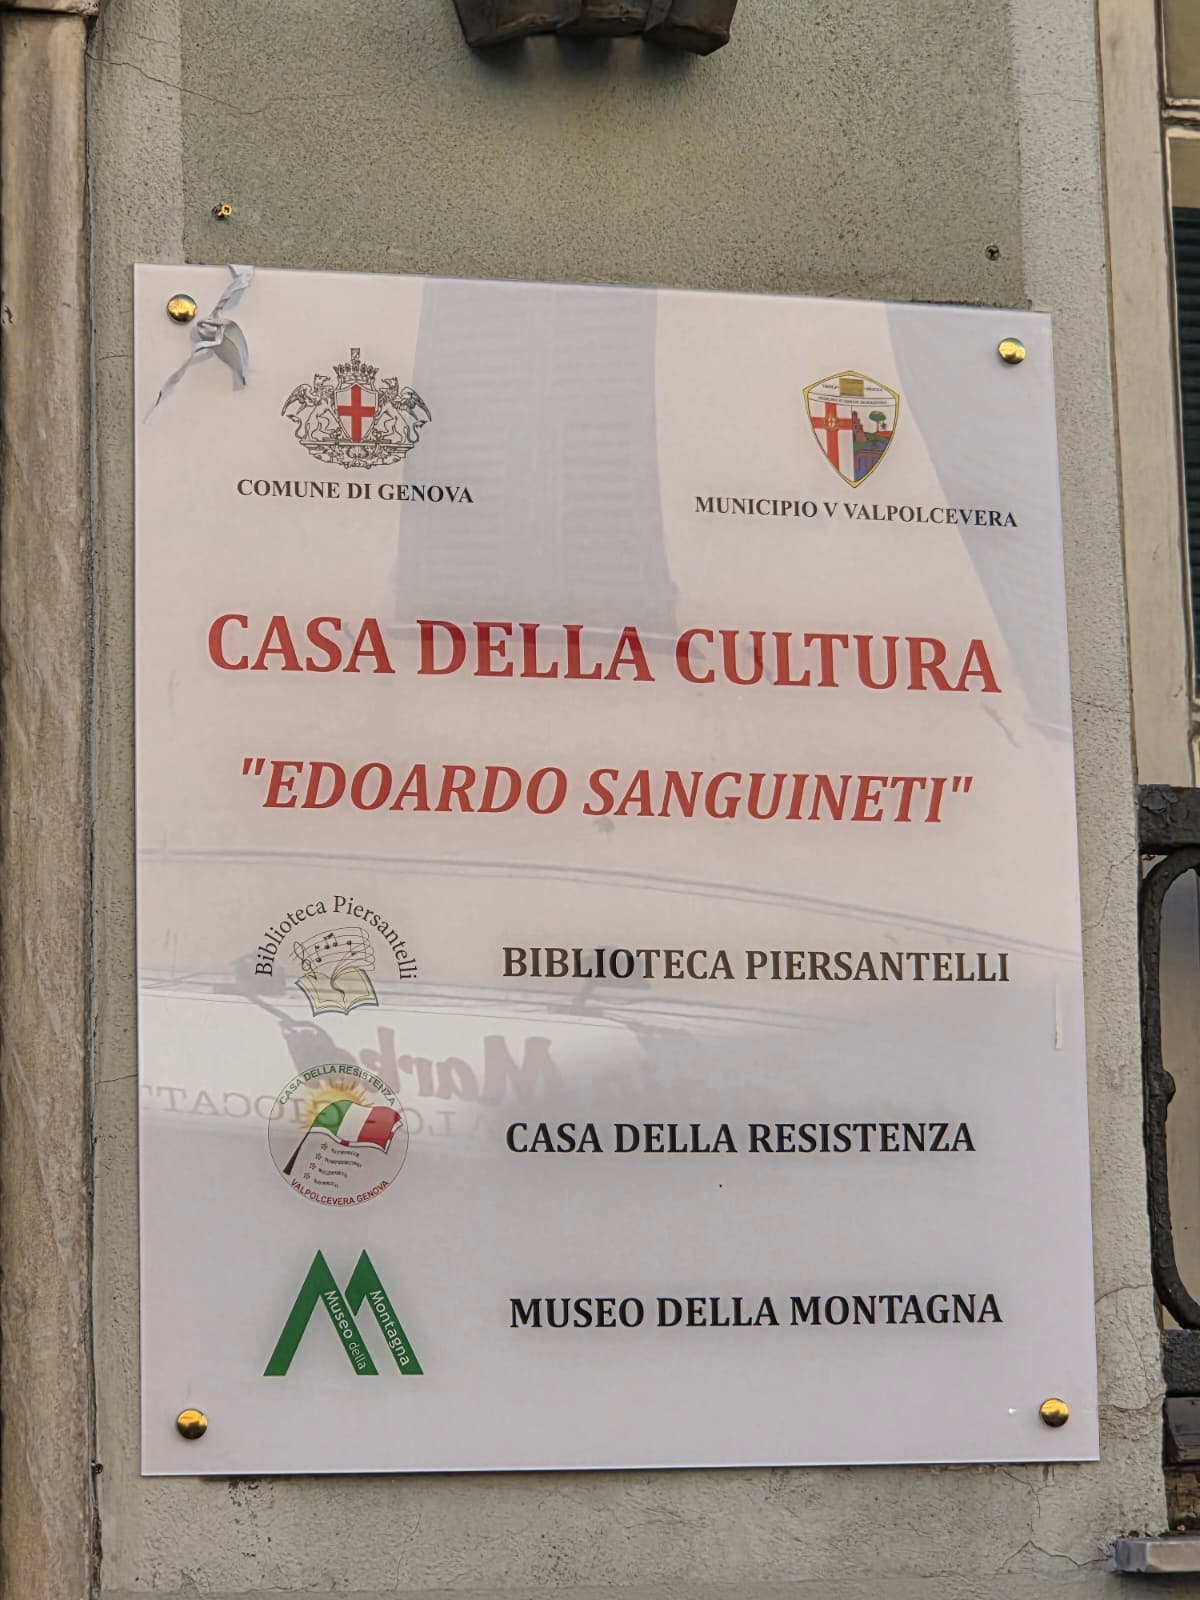 COMUNE DI GENOVA
MUNICIPIO V VALPOLCEVERA
CASA DELLA CULTURA
"EDOARDO SANGUINETI"
Biblioteca Piersantelli
BIBLIOTECA PIERSANTELLI
CASA DELLA RESISTENZA
VALPOLCEVERA GENOVA
CASA DELLA RESISTENZA
Museo della
Montagna
MUSEO DELLA MONTAGNA